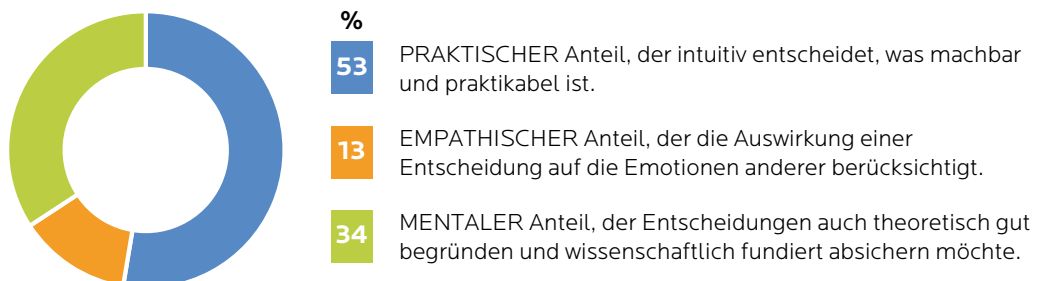 %
53 PRAKTISCHER Anteil, der intuitiv entscheidet, was machbar
und praktikabel ist.
13 EMPATHISCHER Anteil, der die Auswirkung einer
Entscheidung auf die Emotionen anderer berücksichtigt.
34 MENTALER Anteil, der Entscheidungen auch theoretisch gut
begründen und wissenschaftlich fundiert absichern möchte.